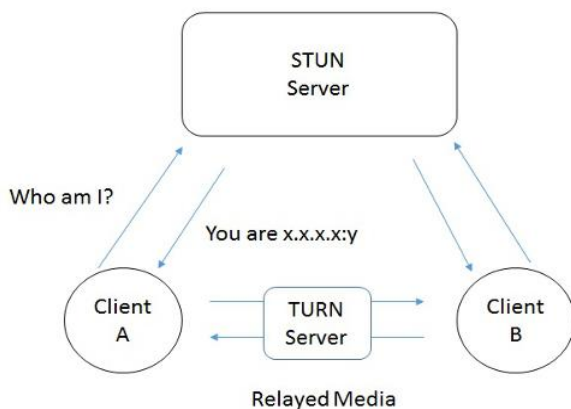 STUN
Server
Who am I?
You are x.x.x.x:y
Client
A
TURN
Server
Client
B
Relayed Media